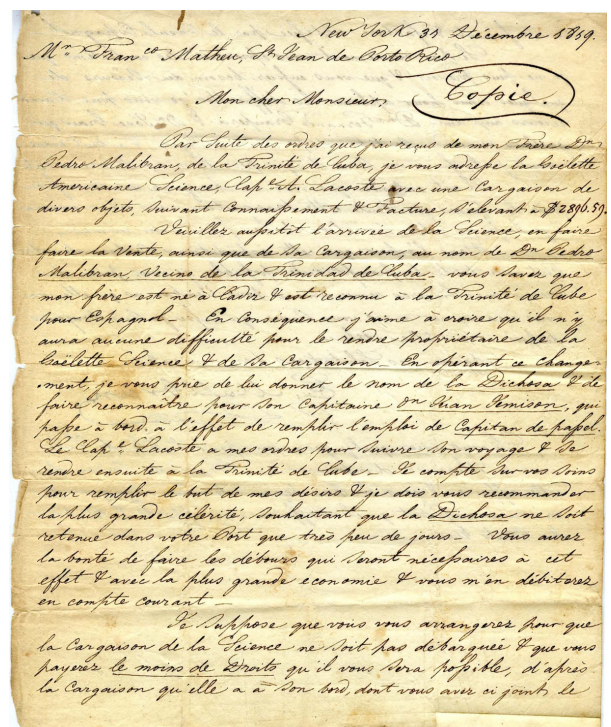 New York 31 Décembre 1819.
Mr. Franco. Matheu, St. Jean de Porto Rico
Mon cher Monsieur,
Copie.
Par Suite des ordres que j'ai reçus de mon Frère Dn.
Pedro Malibran, de la Trinité de Cuba, je vous adresse la Goëlette
Americaine Science, Capt. A. Lacoste avec une Cargaison de
divers objets, suivant Connaissement & Facture, s'elevant à $2896.59.
Veuillez aussitôt l'arrivée de la Science, en faire
faire la Vente, ainsi que de sa Cargaison, au nom de Dn. Pedro
Malibran, Vecino de la Trinidad de Cuba. vous savez que
mon frère est né à Cadiz & est reconnu à la Trinité de Cube
pour Espagnol - En Conséquence j'aime à croire qu'il n'y
aura aucune difficulté pour le rendre propriétaire de la
Goëlette Science & de sa Cargaison - En opérant ce change-
-ment, je vous prie de lui donner le nom de la Dichosa & de
faire reconnaître pour son Capitaine Dn. Juan Jemison, qui
passe à bord à l'effet de remplir l'emploi de Capitan de papel.
Le Capt. Lacoste a mes ordres pour suivre son voyage & se
rendre ensuite à la Trinité de Cube - Je compte sur vos soins
pour remplir le but de mes désirs & je dois vous recommander
la plus grande célérité, souhaitant que la Dichosa ne soit
retenue dans votre Port que très peu de jours - Vous aurez
la bonté de faire les débours qui seront nécessaires à cet
effet & avec la plus grande economie & vous m'en débiterez
en compte courant -
Je Suppose que vous vous arrangerez pour que
la Cargaison de la Science ne soit pas débarquée & que vous
payerez le moins de Droits qu'il vous sera possible, d'après
la Cargaison qu'elle a à son bord, dont vous avez ci joint le